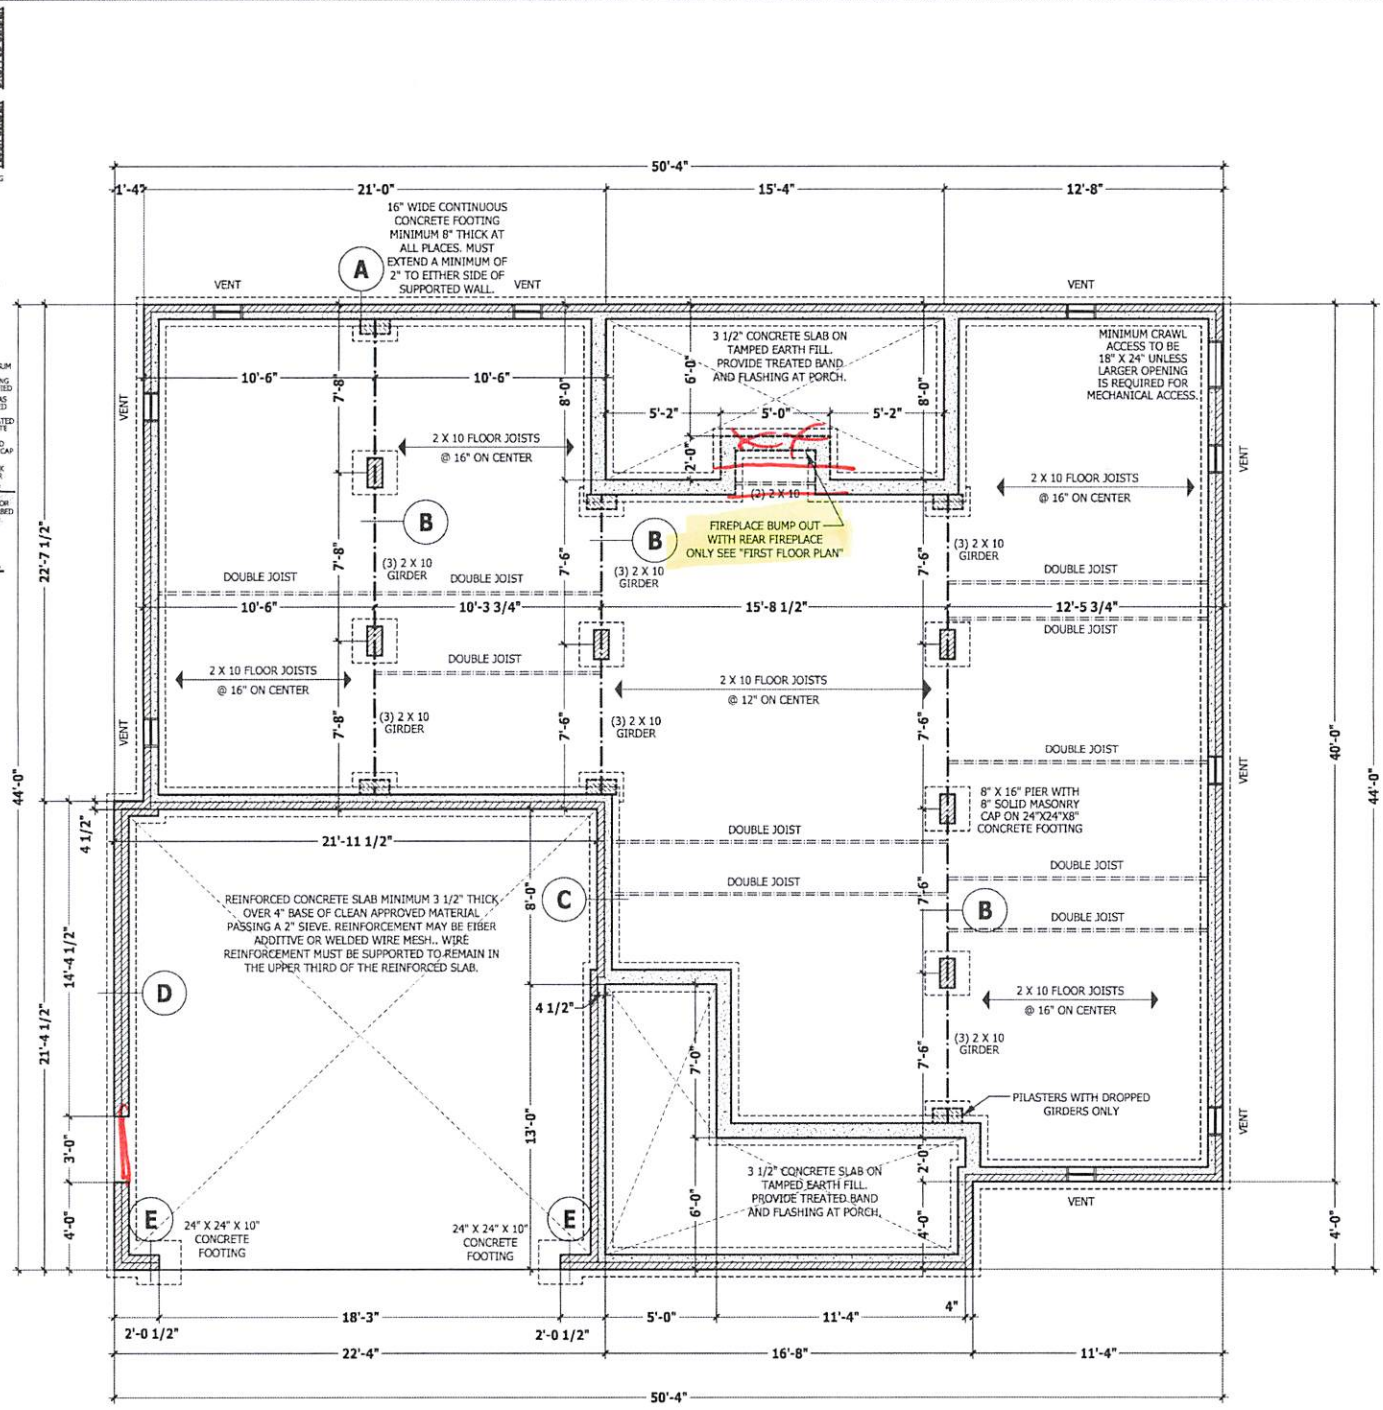 50'-4"
1'-4"
21'-0"
15'-4"
12'-8"
16" WIDE CONTINUOUS
CONCRETE FOOTING
MINIMUM 8" THICK AT
ALL PLACES. MUST
EXTEND A MINIMUM OF
2" TO EITHER SIDE OF
SUPPORTED WALL.
A
VENT
VENT
VENT
3 1/2" CONCRETE SLAB ON
TAMPED EARTH FILL.
PROVIDE TREATED BAND
AND FLASHING AT PORCH.
MINIMUM CRAWL
ACCESS TO BE
18" X 24" UNLESS
LARGER OPENING
IS REQUIRED FOR
MECHANICAL ACCESS.
10'-6"
10'-6"
7'-8"
8'-0"
6'-0"
8'-0"
5'-2"
5'-0"
5'-2"
VENT
2 X 10 FLOOR JOISTS
@ 16" ON CENTER
2'-0"
(2) 2 X 10
VENT
2 X 10 FLOOR JOISTS
@ 16" ON CENTER
B
B
FIREPLACE BUMP OUT
WITH REAR FIREPLACE
ONLY SEE "FIRST FLOOR PLAN"
22'-7 1/2"
7'-8"
(3) 2 X 10
GIRDER
7'-6"
(3) 2 X 10
GIRDER
7'-6"
(3) 2 X 10
GIRDER
DOUBLE JOIST
DOUBLE JOIST
DOUBLE JOIST
10'-6"
10'-3 3/4"
15'-8 1/2"
12'-5 3/4"
DOUBLE JOIST
DOUBLE JOIST
2 X 10 FLOOR JOISTS
@ 16" ON CENTER
2 X 10 FLOOR JOISTS
@ 12" ON CENTER
VENT
7'-8"
(3) 2 X 10
GIRDER
7'-6"
(3) 2 X 10
GIRDER
7'-6"
DOUBLE JOIST
VENT
44'-0"
40'-0"
44'-0"
8" X 16" PIER WITH
8" SOLID MASONRY
CAP ON 24"X24"X8"
CONCRETE FOOTING
4 1/2"
21'-11 1/2"
DOUBLE JOIST
DOUBLE JOIST
DOUBLE JOIST
8'-0"
C
7'-6"
B
DOUBLE JOIST
REINFORCED CONCRETE SLAB MINIMUM 3 1/2" THICK
OVER 4" BASE OF CLEAN APPROVED MATERIAL
PASSING A 2" SIEVE. REINFORCEMENT MAY BE FIBER
ADDITIVE OR WELDED WIRE MESH.. WIRE
REINFORCEMENT MUST BE SUPPORTED TO REMAIN IN
THE UPPER THIRD OF THE REINFORCED SLAB.
14'-4 1/2"
D
4 1/2"
2 X 10 FLOOR JOISTS
@ 16" ON CENTER
21'-4 1/2"
7'-0"
7'-6"
(3) 2 X 10
GIRDER
PILASTERS WITH DROPPED
GIRDERS ONLY
VENT
13'-0"
3'-0"
2'-0"
3 1/2" CONCRETE SLAB ON
TAMPED EARTH FILL.
PROVIDE TREATED BAND
AND FLASHING AT PORCH.
VENT
6'-0"
4'-0"
4'-0"
4'-0"
E
24" X 24" X 10"
CONCRETE
FOOTING
24" X 24" X 10"
CONCRETE
FOOTING
E
4"
18'-3"
5'-0"
11'-4"
2'-0 1/2"
2'-0 1/2"
22'-4"
16'-8"
11'-4"
50'-4"